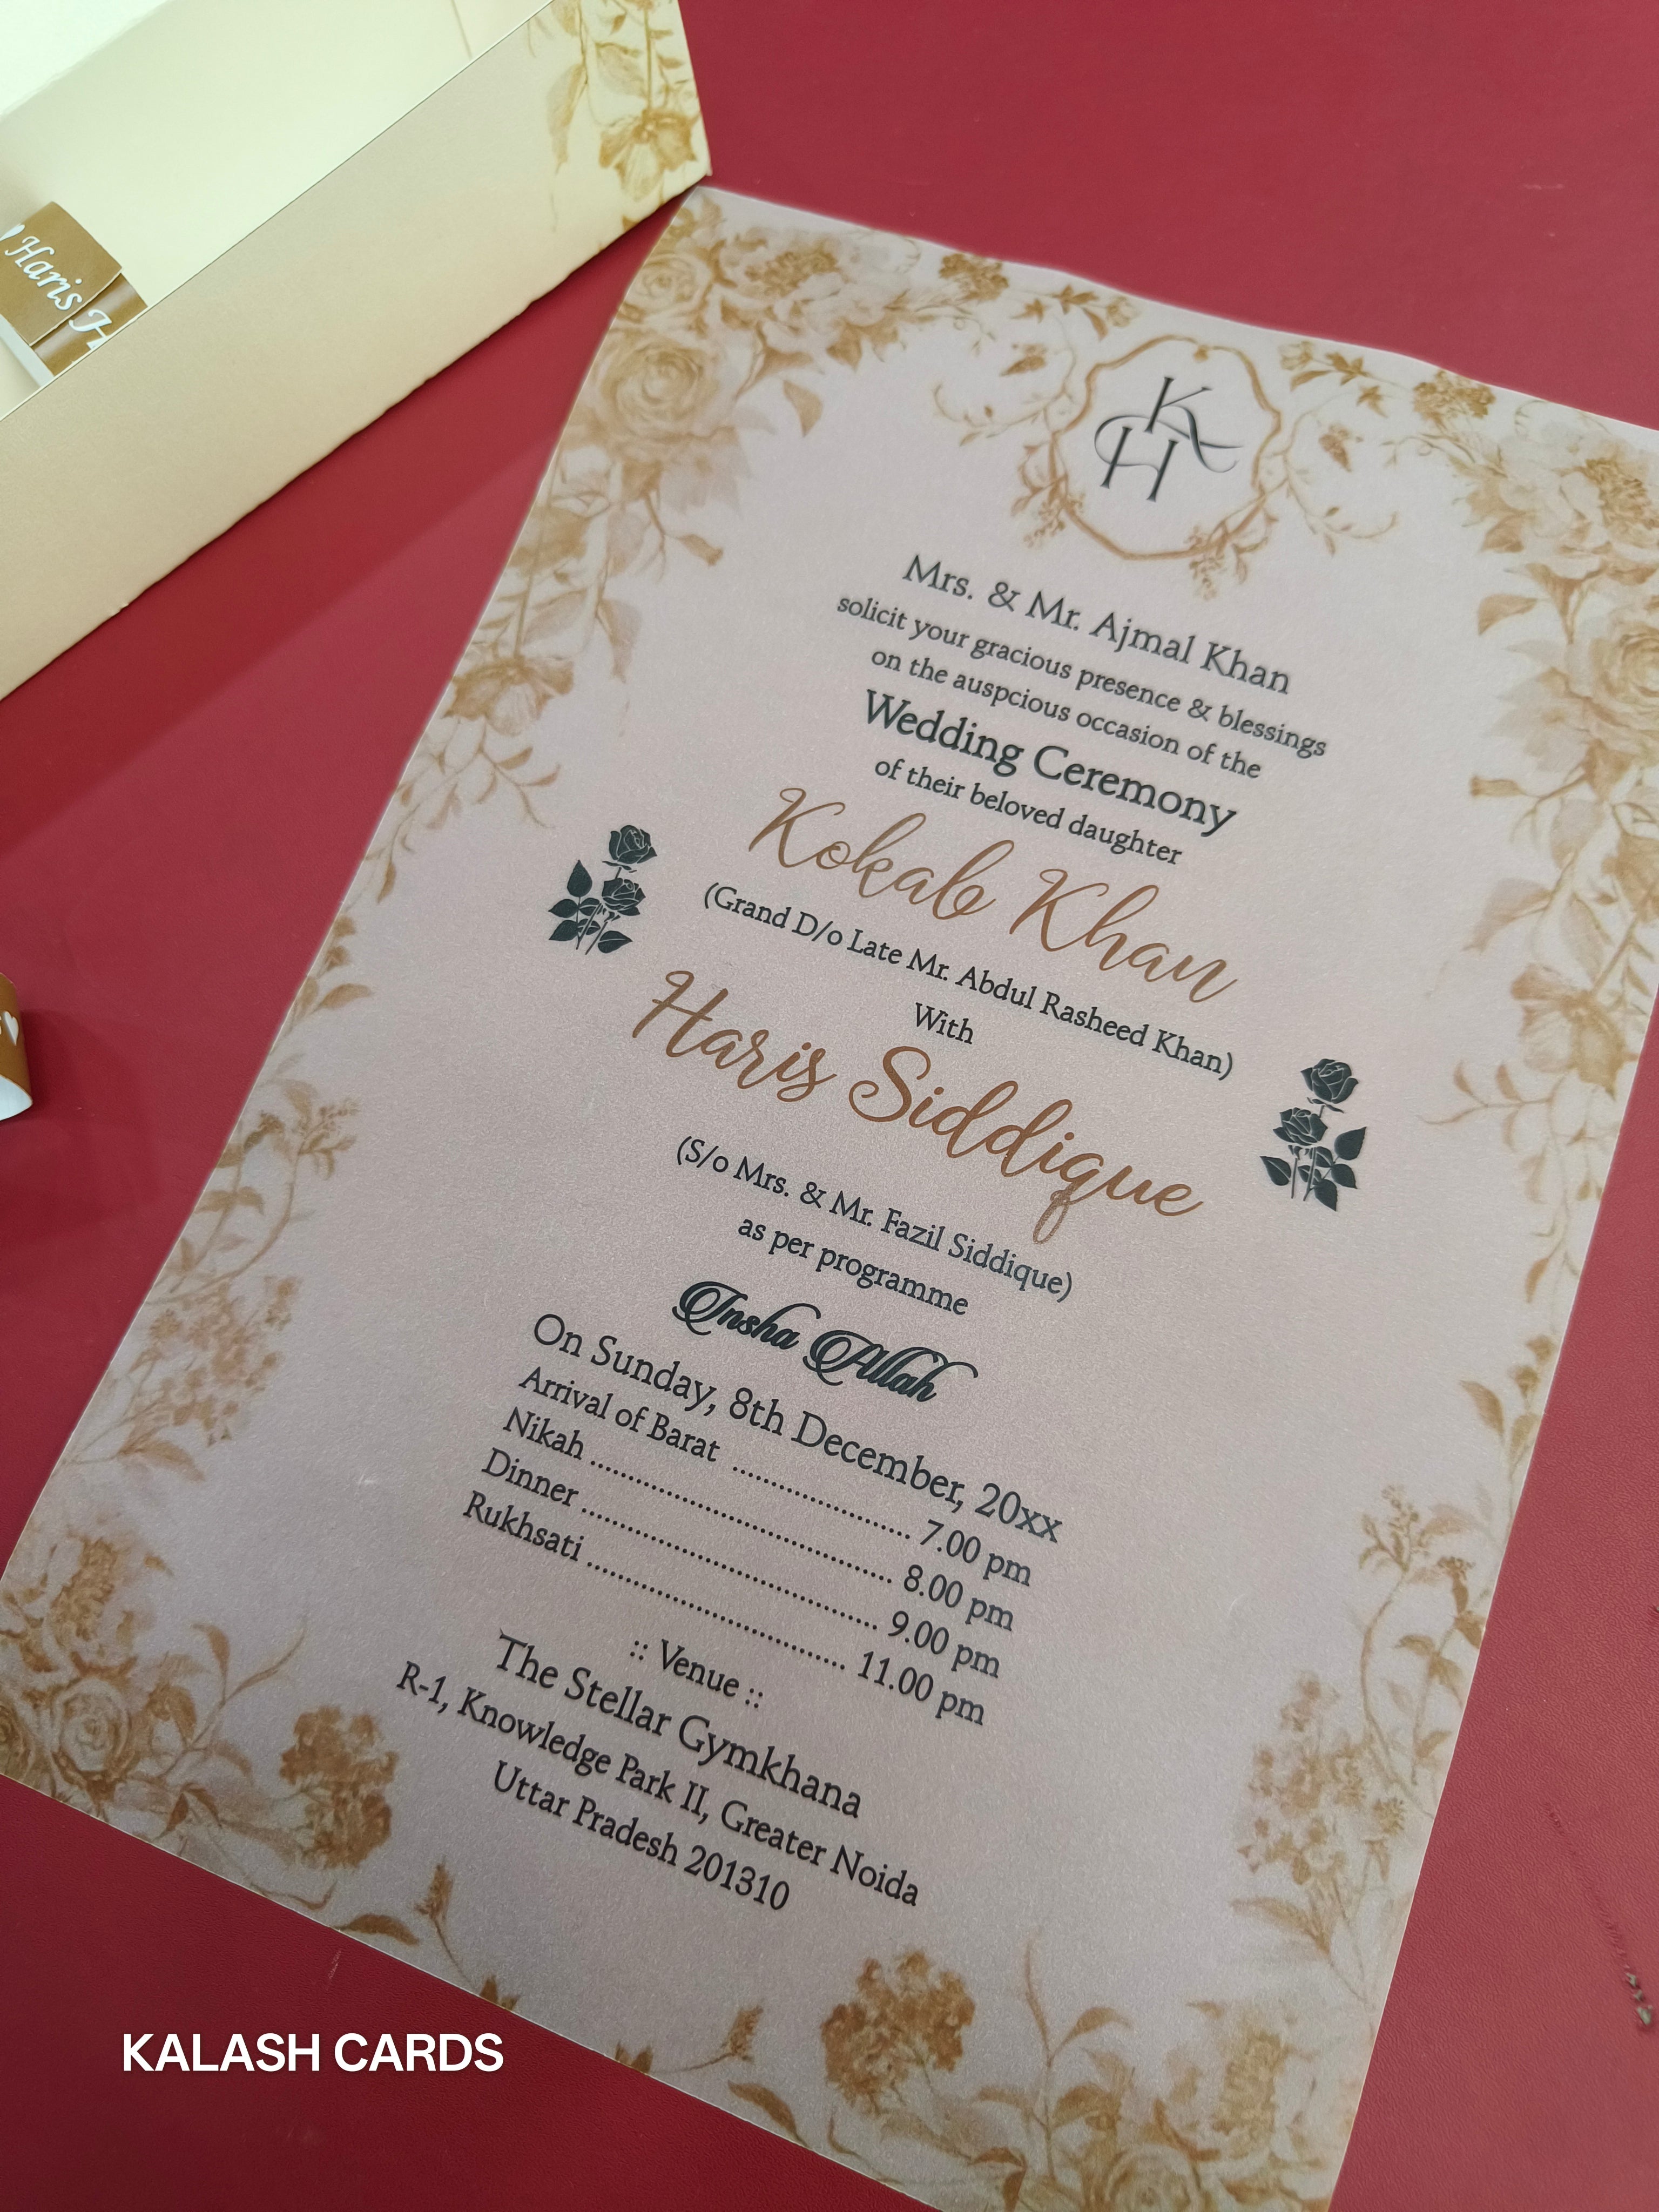 Haris H
K
H
Mrs. & Mr. Ajmal Khan
solicit your gracious presence & blessings
on the auspcious occasion of the
Wedding Ceremony
of their beloved daughter
Kokab Khan
(Grand D/o Late Mr. Abdul Rasheed Khan)
With
Haris Siddique
(S/o Mrs. & Mr. Fazil Siddique)
as per programme
Insha Allah
On Sunday, 8th December, 20xx
Arrival of Barat .............................. 7.00 pm
Nikah .................................................. 8.00 pm
Dinner ................................................. 9.00 pm
Rukhsati ........................................... 11.00 pm
:: Venue ::
The Stellar Gymkhana
R-1, Knowledge Park II, Greater Noida
Uttar Pradesh 201310
KALASH CARDS